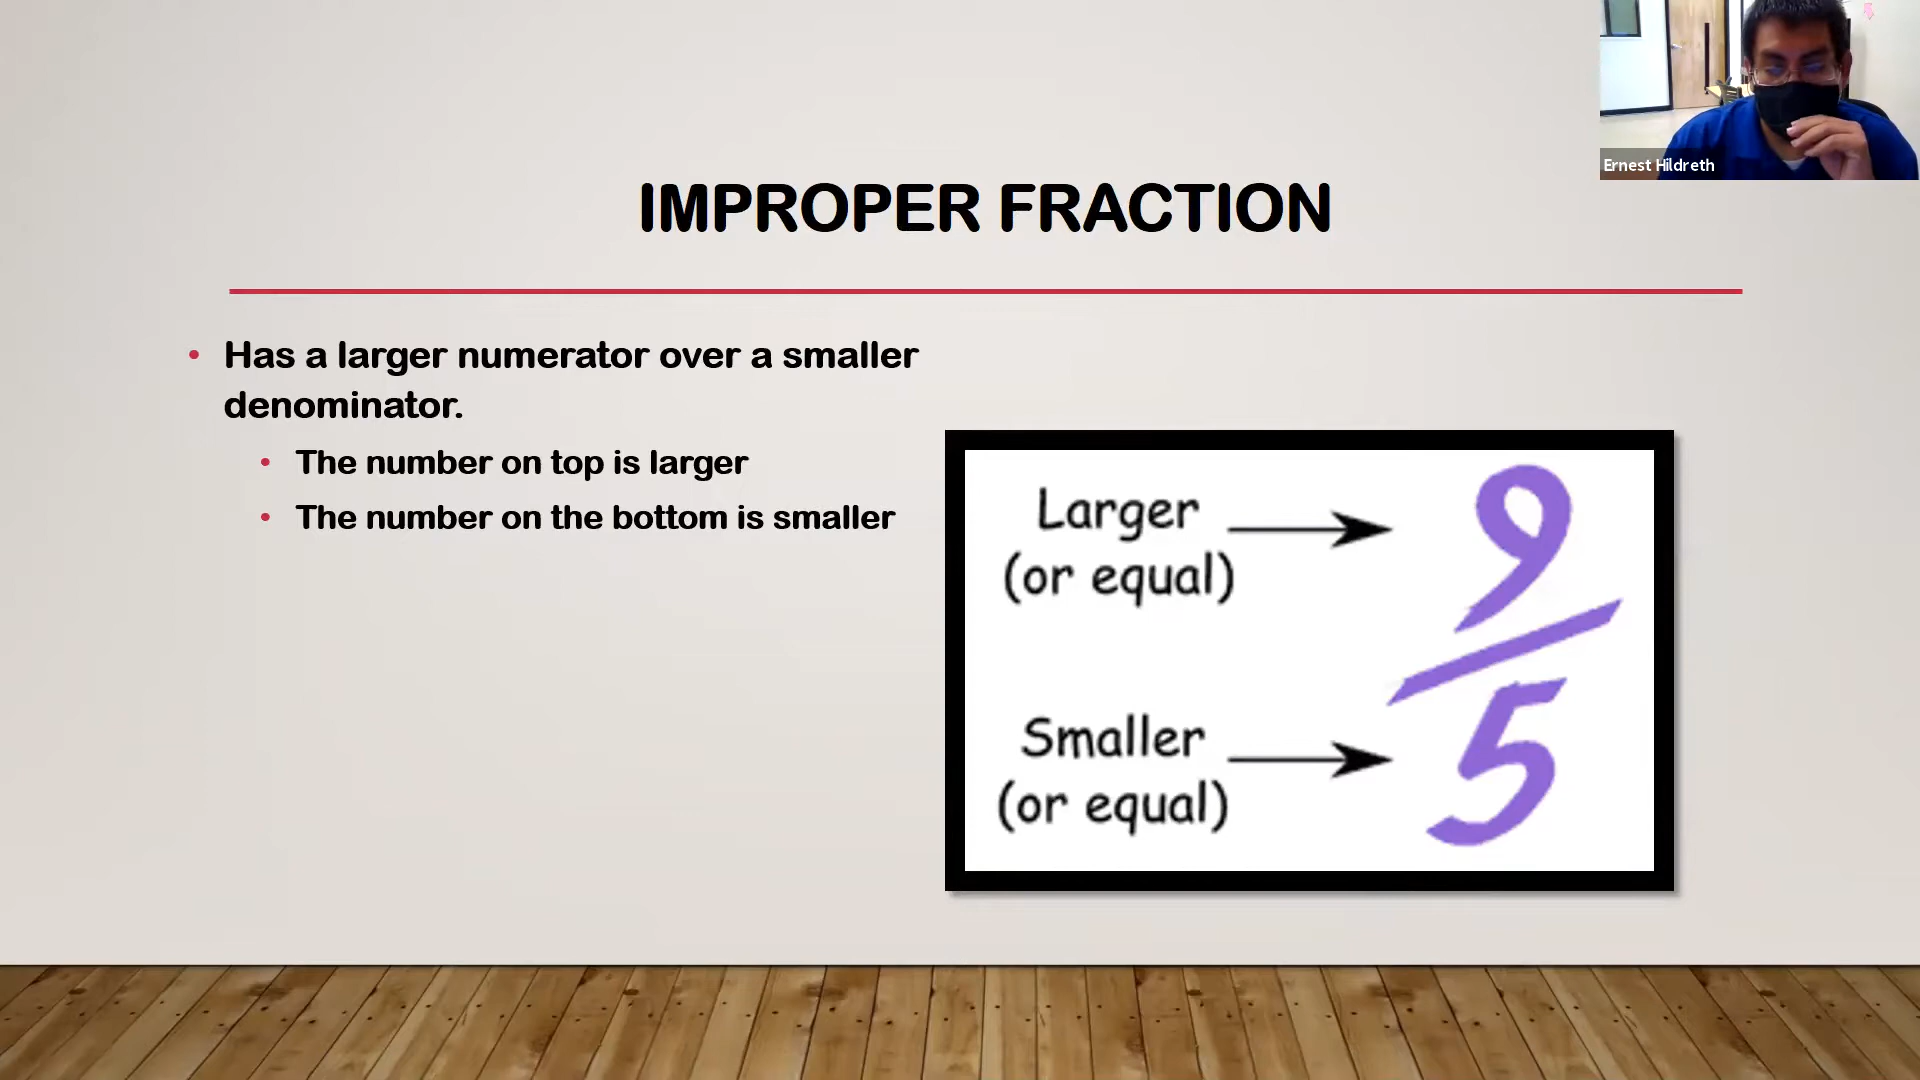 Ernest Hildreth
IMPROPER FRACTION
• Has a larger numerator over a smaller
denominator.
• The number on top is larger
• The number on the bottom is smaller
Larger
(or equal)
9
5
Smaller
(or equal)